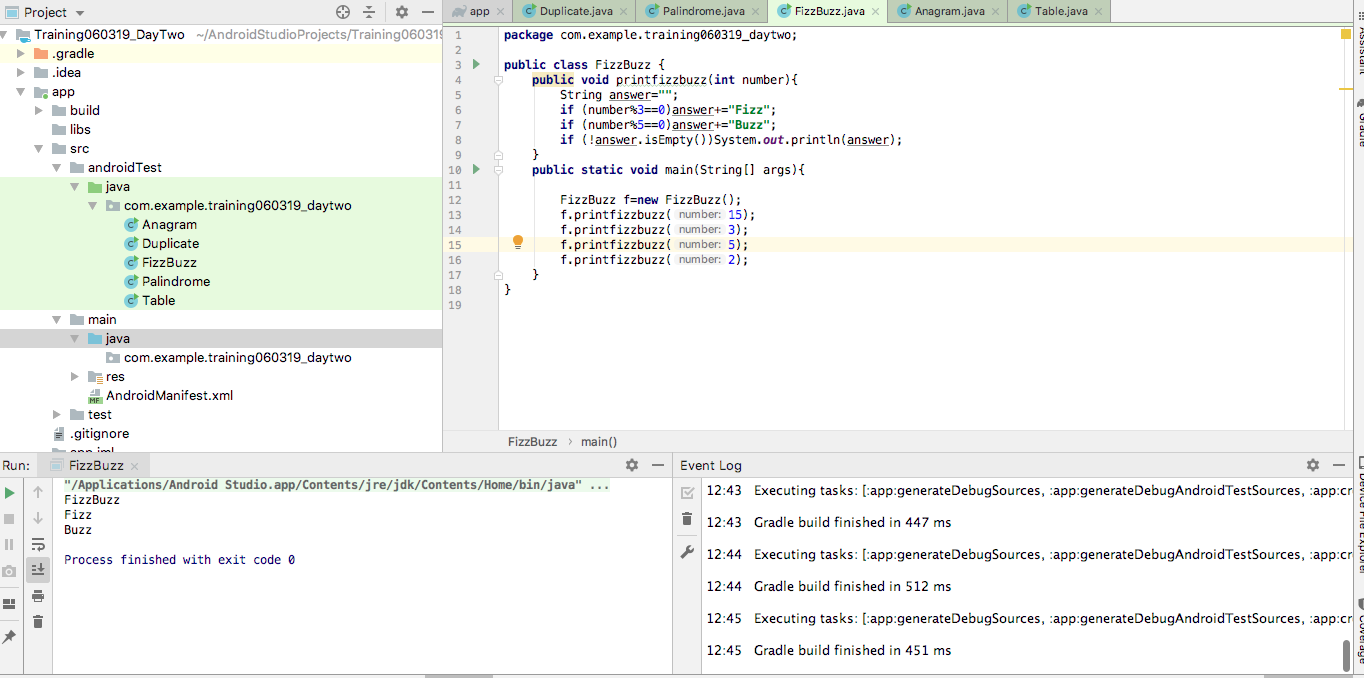 Project
Training060319_DayTwo ~/AndroidStudioProjects/Training060319
.gradle
.idea
app
build
libs
src
androidTest
java
com.example.training060319_daytwo
Anagram
Duplicate
FizzBuzz
Palindrome
Table
main
java
com.example.training060319_daytwo
res
AndroidManifest.xml
test
.gitignore
app.iml
app Duplicate.java Palindrome.java FizzBuzz.java Anagram.java Table.java
1 package com.example.training060319_daytwo;
2
3 public class FizzBuzz {
4 public void printfizzbuzz(int number){
5 String answer="";
6 if (number%3==0)answer+="Fizz";
7 if (number%5==0)answer+="Buzz";
8 if (!answer.isEmpty())System.out.println(answer);
9 }
10 public static void main(String[] args){
11
12 FizzBuzz f=new FizzBuzz();
13 f.printfizzbuzz( number: 15);
14 f.printfizzbuzz( number: 3);
15 f.printfizzbuzz( number: 5);
16 f.printfizzbuzz( number: 2);
17 }
18 }
19
FizzBuzz › main()
Run: FizzBuzz
"/Applications/Android Studio.app/Contents/jre/jdk/Contents/Home/bin/java" ...
FizzBuzz
Fizz
Buzz
Process finished with exit code 0
Event Log
12:43 Executing tasks: [:app:generateDebugSources, :app:generateDebugAndroidTestSources, :app:cr
12:43 Gradle build finished in 447 ms
12:44 Executing tasks: [:app:generateDebugSources, :app:generateDebugAndroidTestSources, :app:cr
12:44 Gradle build finished in 512 ms
12:45 Executing tasks: [:app:generateDebugSources, :app:generateDebugAndroidTestSources, :app:cr
12:45 Gradle build finished in 451 ms
Assistant
Gradle
Device File Explorer
Coverage